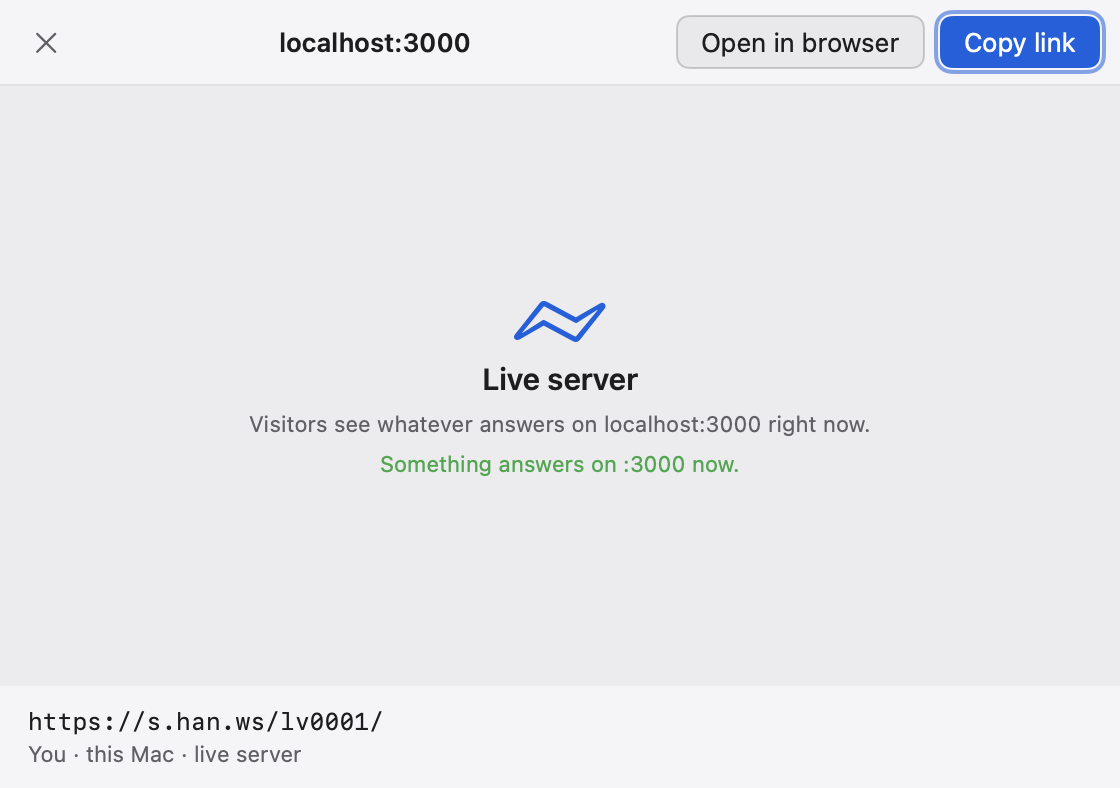 localhost:3000
Open in browser
Copy link
Live server
Visitors see whatever answers on localhost:3000 right now.
Something answers on :3000 now.
https://s.han.ws/lv0001/
You · this Mac · live server